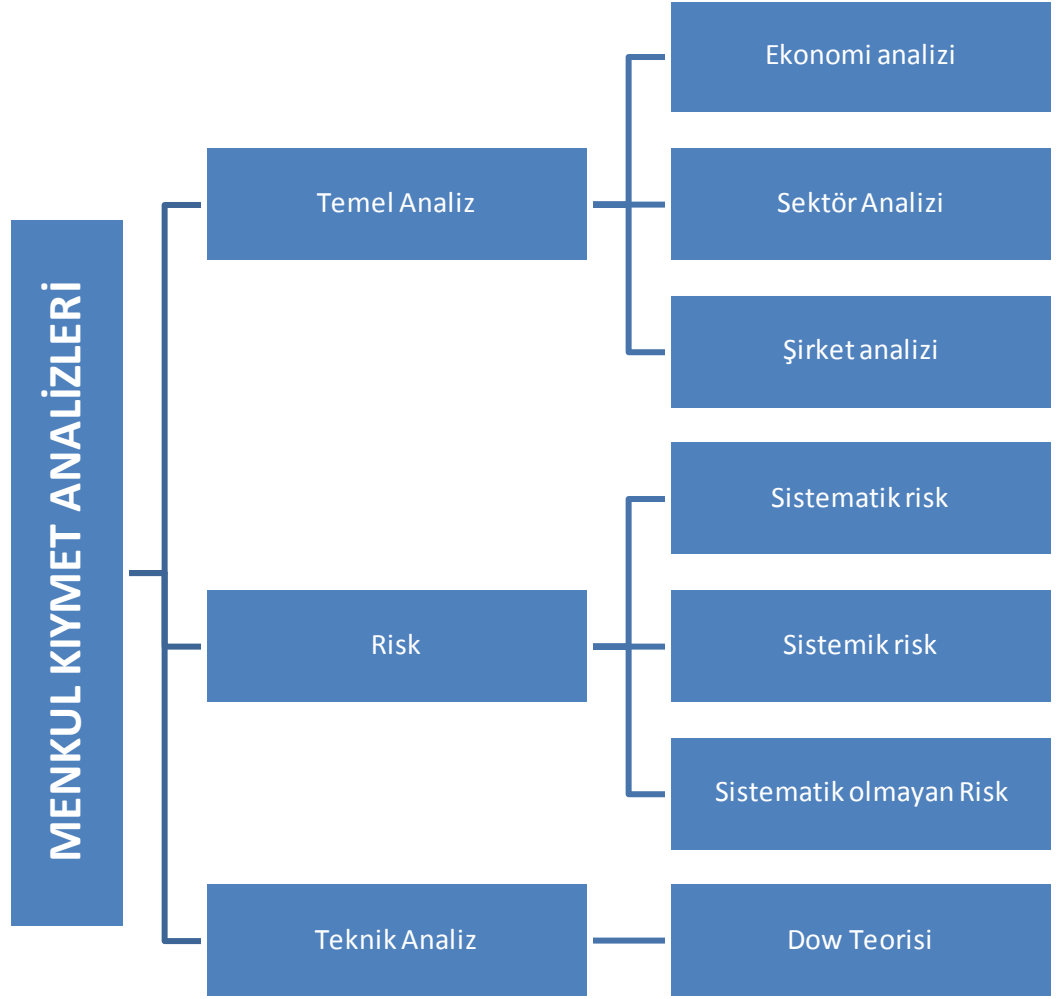 MENKUL KIYMET ANALİZLERİ
Temel Analiz
Ekonomi analizi
Sektör Analizi
Şirket analizi
Risk
Sistematik risk
Sistemik risk
Sistematik olmayan Risk
Teknik Analiz
Dow Teorisi